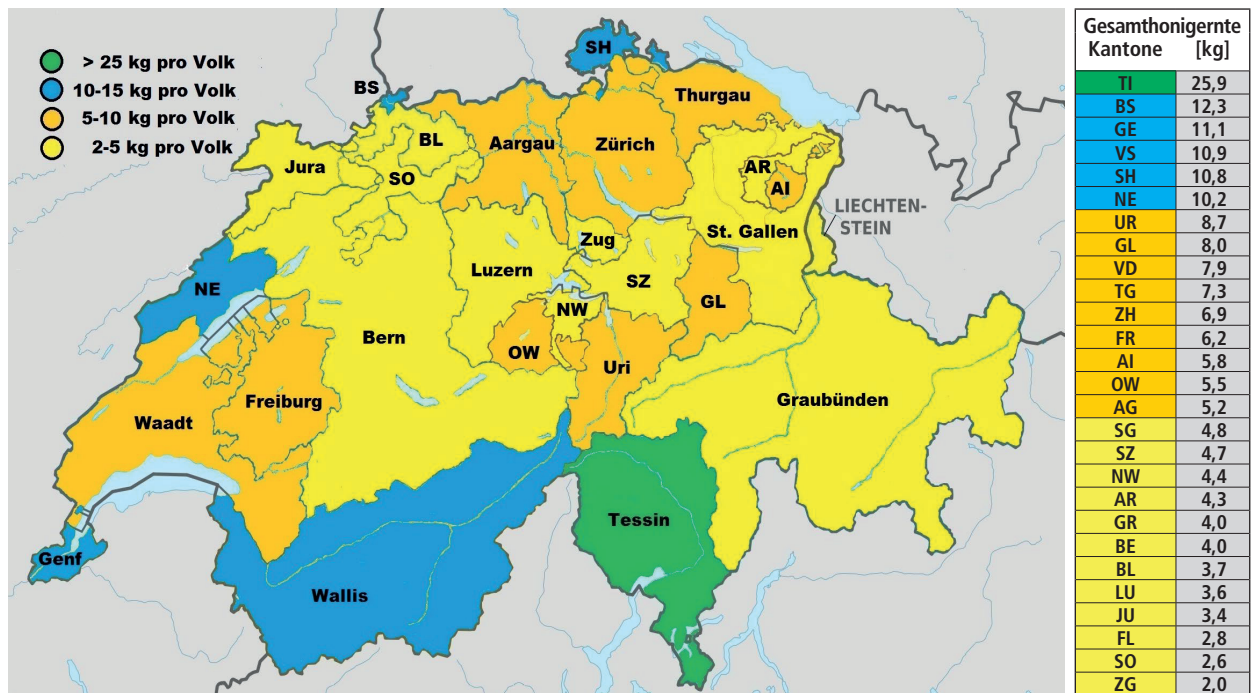 > 25 kg pro Volk
10-15 kg pro Volk
5-10 kg pro Volk
2-5 kg pro Volk
SH
BS
Thurgau
BL
Aargau
Zürich
Jura
SO
AR
AI
LIECHTEN-
STEIN
Zug
St. Gallen
Luzern
SZ
NE
NW
GL
Bern
OW
Uri
Freiburg
Graubünden
Waadt
Tessin
Genf
Wallis
Gesamthonigernte
Kantone [kg]
TI 25,9
BS 12,3
GE 11,1
VS 10,9
SH 10,8
NE 10,2
UR 8,7
GL 8,0
VD 7,9
TG 7,3
ZH 6,9
FR 6,2
AI 5,8
OW 5,5
AG 5,2
SG 4,8
SZ 4,7
NW 4,4
AR 4,3
GR 4,0
BE 4,0
BL 3,7
LU 3,6
JU 3,4
FL 2,8
SO 2,6
ZG 2,0